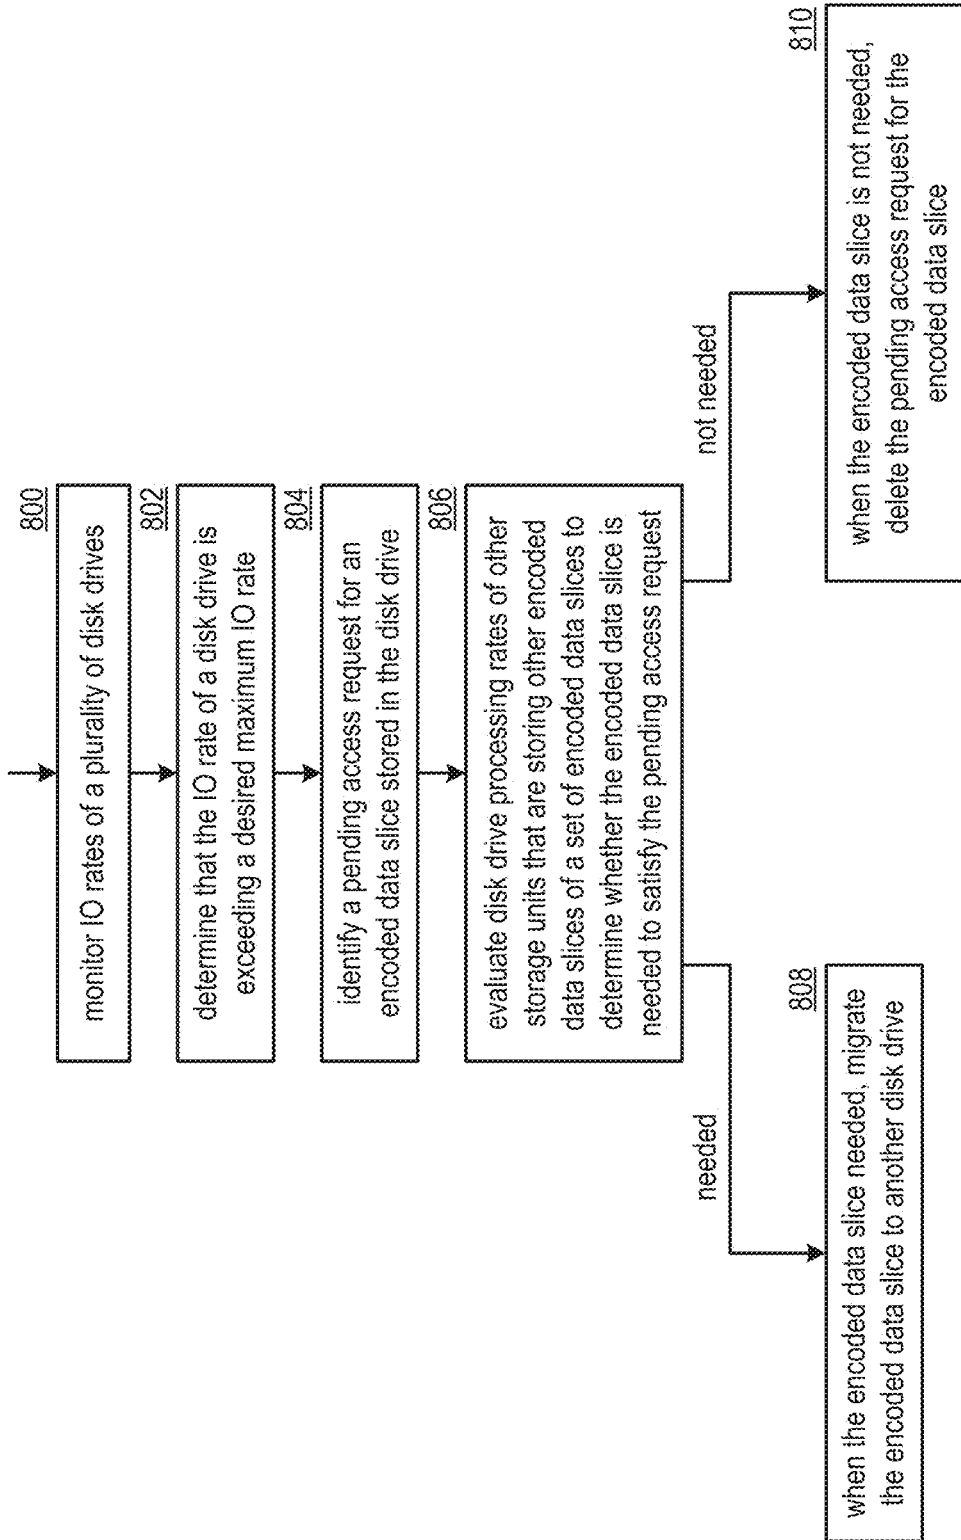 800
monitor IO rates of a plurality of disk drives
802
determine that the IO rate of a disk drive is
exceeding a desired maximum IO rate
804
identify a pending access request for an
encoded data slice stored in the disk drive
806
evaluate disk drive processing rates of other
storage units that are storing other encoded
data slices of a set of encoded data slices to
determine whether the encoded data slice is
needed to satisfy the pending access request
needed
not needed
808
when the encoded data slice needed, migrate
the encoded data slice to another disk drive
810
when the encoded data slice is not needed,
delete the pending access request for the
encoded data slice